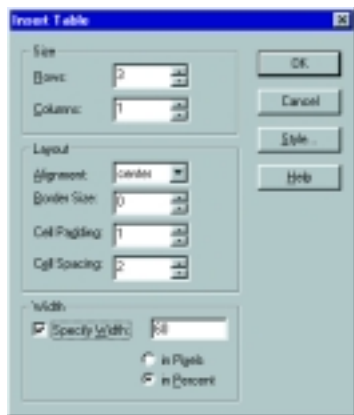 Insert Table
Size
Rows: 3
Columns: 1
Layout
Alignment: center
Border Size: 0
Cell Padding: 1
Cell Spacing: 2
Width
Specify Width: 60
in Pixels
in Percent
OK
Cancel
Style...
Help